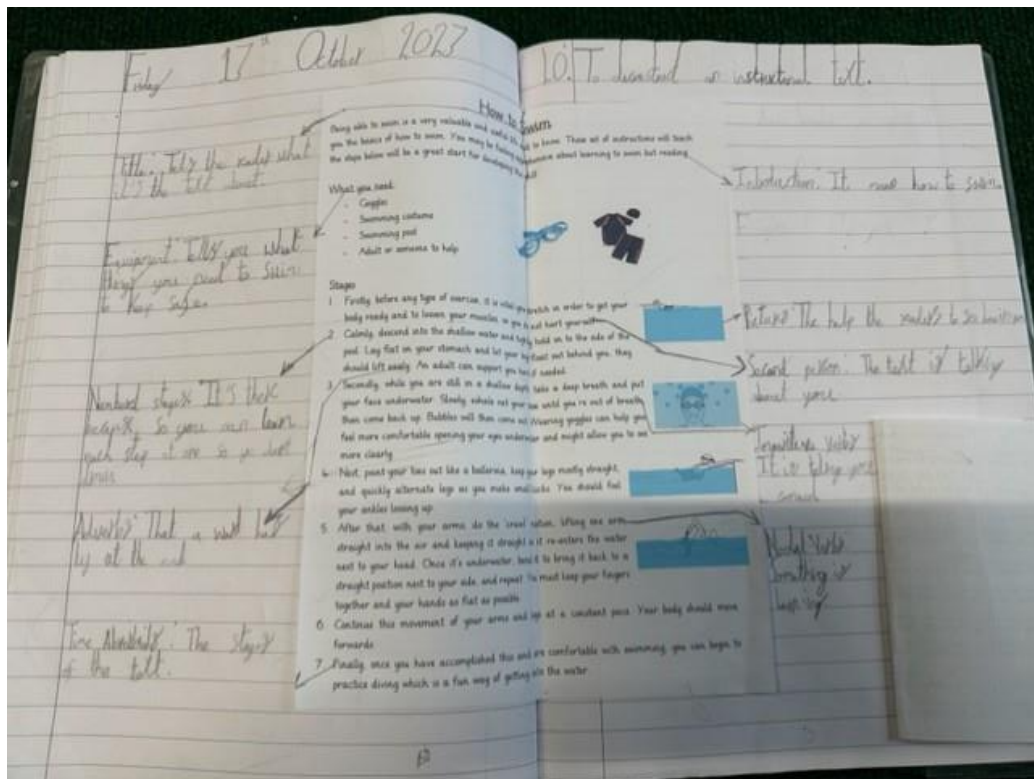 Friday 17th October 2023
LO: To deconstruct an instructional text.
How to Swim
Being able to swim is a very valuable and useful life skill to know. These set of instructions will teach
you the basics of how to swim. You may be feeling apprehensive about learning to swim but reading
the steps below will be a great start for developing this skill
What you need:
Goggles
Swimming costume
Swimming pool
Adult or someone to help
Stages
1. Firstly, before any type of exercise, it is vital you stretch in order to get your
body ready and to loosen your muscles, so you do not hurt yourself.
2. Calmly, descend into the shallow water and tightly hold on to the side of the
pool. Lay flat on your stomach and let your legs float out behind you, they
should lift easily. An adult can support you here if needed.
3. Secondly, while you are still in a shallow depth, take a deep breath and put
your face underwater. Slowly, exhale out your nose until you're out of breath,
then come back up. Bubbles will then come out. Wearing goggles can help you
feel more comfortable opening your eyes underwater and might allow you to see
more clearly.
4. Next, point your toes out like a ballerina, keep your legs mostly straight,
and quickly alternate legs as you make small kicks. You should feel
your ankles loosing up.
5. After that, with your arms, do the 'crawl' motion, lifting one arm
straight into the air and keeping it straight as it re-enters the water
next to your head. Once it's underwater, bend it to bring it back to a
straight position next to your side, and repeat. You must keep your fingers
together and your hands as flat as possible.
6. Continue this movement of your arms and legs at a constant pace. Your body should move
forwards.
7. Finally, once you have accomplished this and are comfortable with swimming, you can begin to
practice diving which is a fun way of getting into the water.
Title: Tells the reader what
it's the text about.
Equipment: Tells you what
things you need to swim
to keep safe.
Numbered steps: It's there
so you can learn
each step at
Adverbs: That a word has
ly at the end
Time : The stages
of the text.
Introduction: It how to swim.
The help the readers to
Second person: The text is talking
about you
verbs
It is telling you
Modal Verbs
Something is